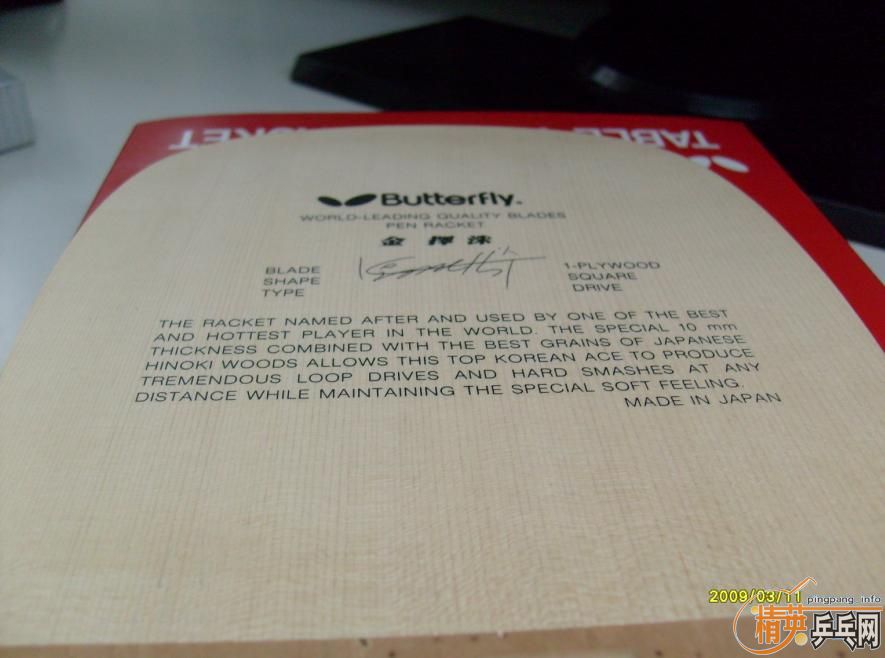 TABLE
Butterfly.
WORLD-LEADING QUALITY BLADES
PEN RACKET
金 擇 洙
BLADE 1-PLYWOOD
SHAPE SQUARE
TYPE DRIVE
THE RACKET NAMED AFTER AND USED BY ONE OF THE BEST
AND HOTTEST PLAYER IN THE WORLD. THE SPECIAL 10 mm
THICKNESS COMBINED WITH THE BEST GRAINS OF JAPANESE
HINOKI WOODS ALLOWS THIS TOP KOREAN ACE TO PRODUCE
TREMENDOUS LOOP DRIVES AND HARD SMASHES AT ANY
DISTANCE WHILE MAINTAINING THE SPECIAL SOFT FEELING.
MADE IN JAPAN
2009/03/11
pingpang_info
精英乒乓网